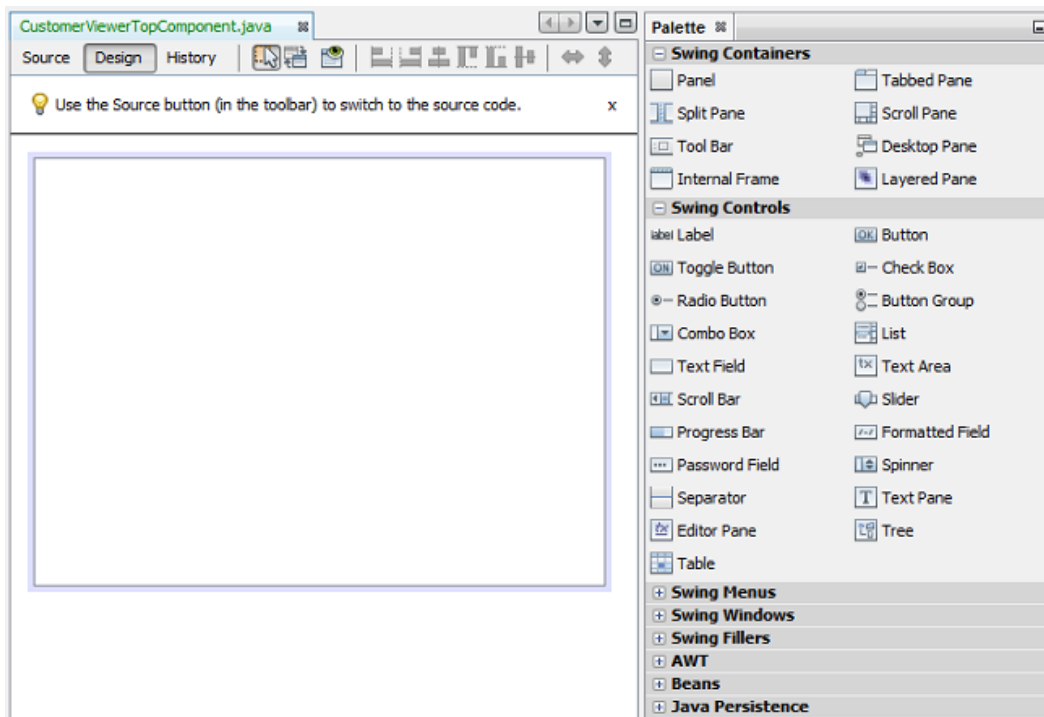 CustomerViewerTopComponent.java
Source Design History
Use the Source button (in the toolbar) to switch to the source code. x
Palette
Swing Containers
Panel Tabbed Pane
Split Pane Scroll Pane
Tool Bar Desktop Pane
Internal Frame Layered Pane
Swing Controls
label Label OK Button
ON Toggle Button Check Box
Radio Button Button Group
Combo Box List
Text Field tx Text Area
Scroll Bar Slider
Progress Bar Formatted Field
Password Field Spinner
Separator T Text Pane
Editor Pane Tree
Table
Swing Menus
Swing Windows
Swing Fillers
AWT
Beans
Java Persistence